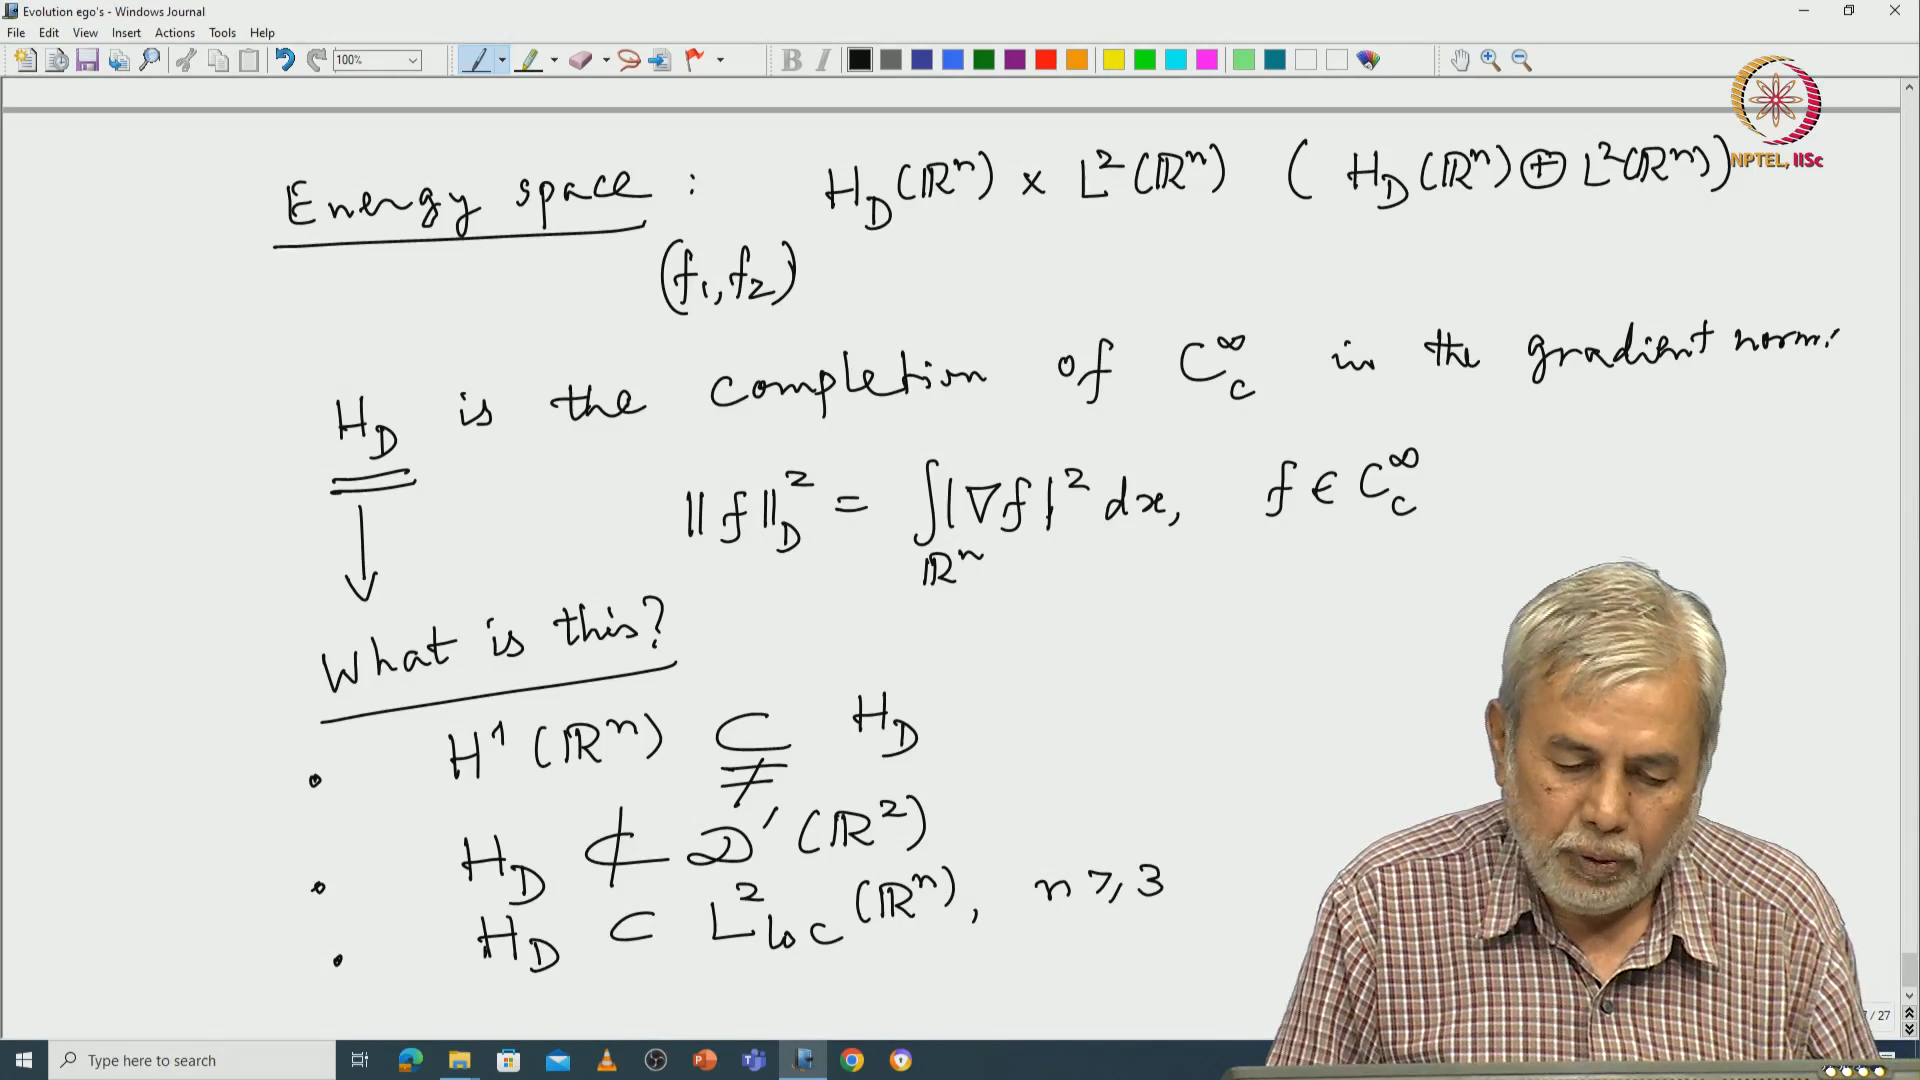 Evolution eqo's - Windows Journal
File Edit View Insert Actions Tools Help
100%
B I
NPTEL, IISc
Energy space : H_D(ℝⁿ) × L²(ℝⁿ) ( H_D(ℝⁿ) ⊕ L²(ℝⁿ) )
(f₁, f₂)
H_D is the completion of C_c^∞ in the gradient norm.
‖f‖_D² = ∫_{ℝⁿ} |∇f|² dx, f ∈ C_c^∞
What is this?
• H¹(ℝⁿ) ⊊ H_D
• H_D ⊄ 𝒟′(ℝ²)
• H_D ⊂ L²_loc(ℝⁿ), n ≥ 3
/ 27
Type here to search